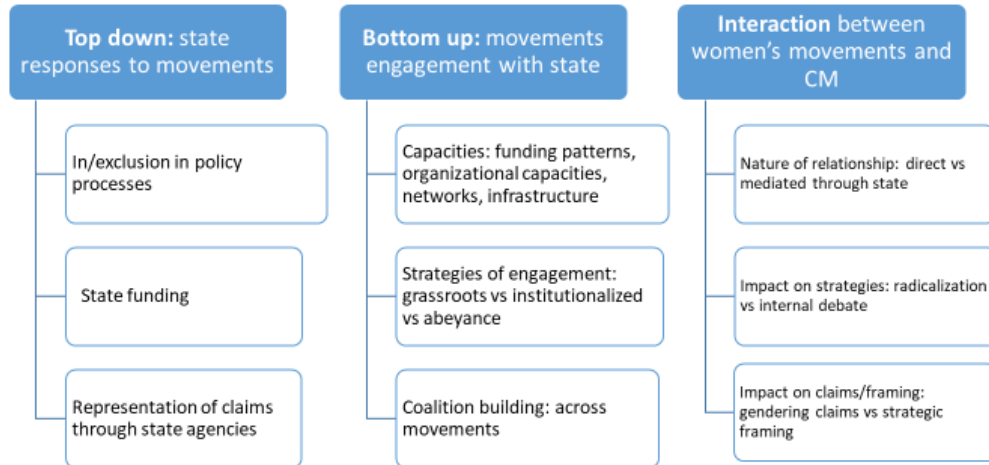 Top down: state
responses to movements
In/exclusion in policy
processes
State funding
Representation of claims
through state agencies
Bottom up: movements
engagement with state
Capacities: funding patterns,
organizational capacities,
networks, infrastructure
Strategies of engagement:
grassroots vs institutionalized
vs abeyance
Coalition building: across
movements
Interaction between
women's movements and
CM
Nature of relationship: direct vs
mediated through state
Impact on strategies: radicalization
vs internal debate
Impact on claims/framing:
gendering claims vs strategic
framing